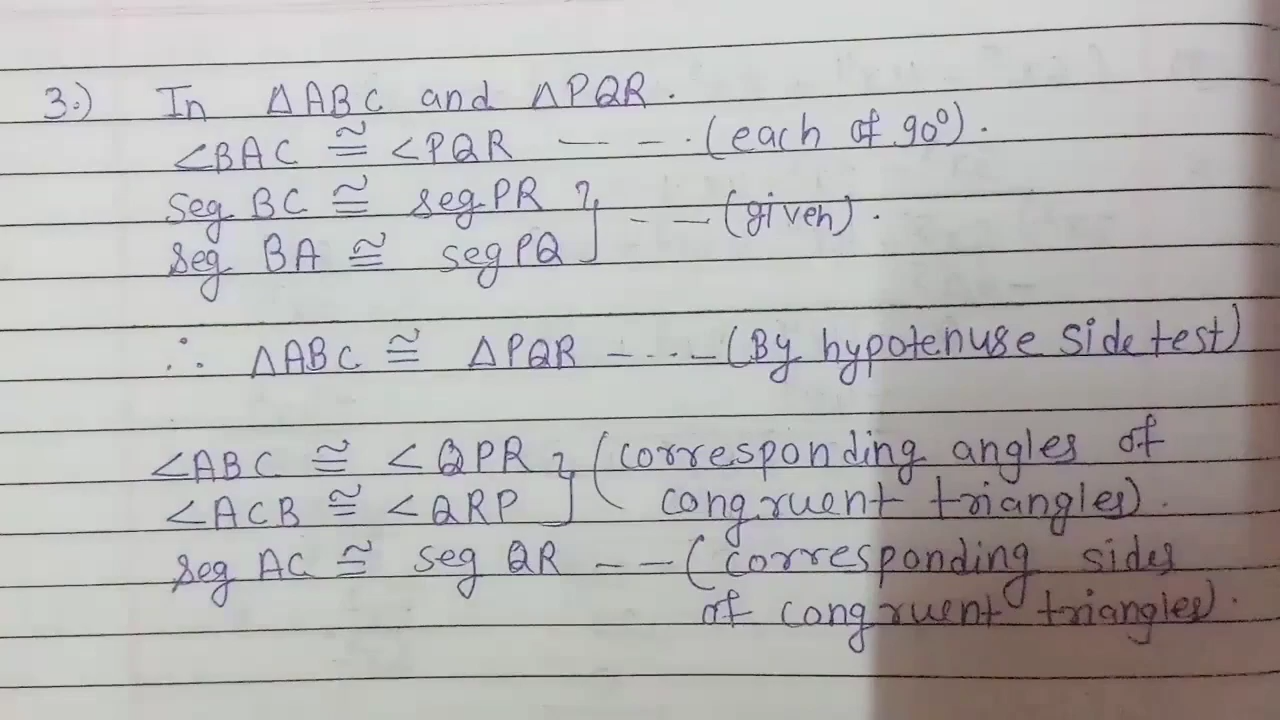 3.) In △ABC and △PQR.
∠BAC ≅ ∠PQR — – . (each of 90°).
seg BC ≅ seg PR } - — (given).
seg BA ≅ seg PQ
∴ △ABC ≅ △PQR — ... – (By hypotenuse side test)
∠ABC ≅ ∠QPR } (corresponding angles of
∠ACB ≅ ∠QRP congruent triangles).
seg AC ≅ seg QR – — (corresponding sides
of congruent triangles).